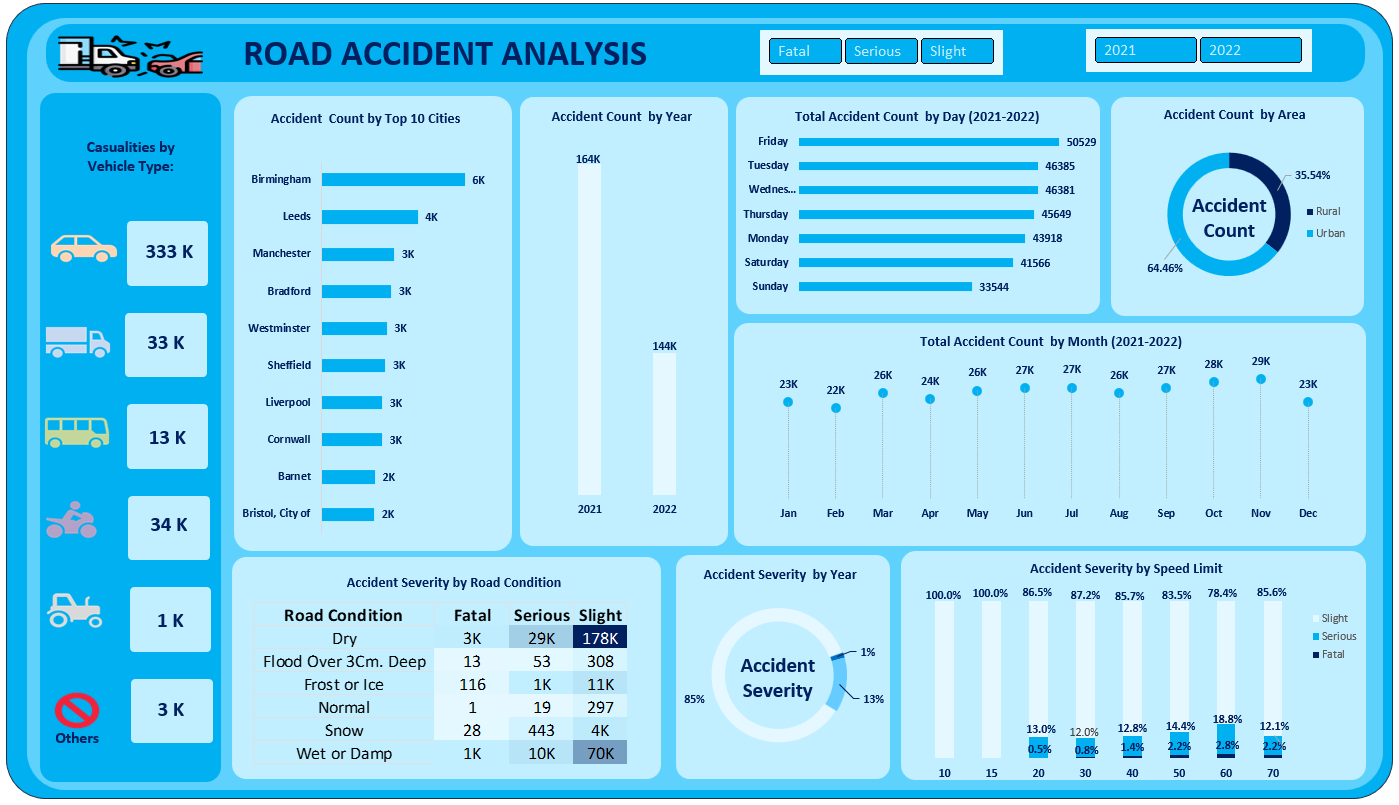 ROAD ACCIDENT ANALYSIS
Fatal Serious Slight
2021 2022
Casualities by
Vehicle Type:
333 K
33 K
13 K
34 K
1 K
3 K
Others
Accident Count by Top 10 Cities
Birmingham 6K
Leeds 4K
Manchester 3K
Bradford 3K
Westminster 3K
Sheffield 3K
Liverpool 3K
Cornwall 3K
Barnet 2K
Bristol, City of 2K
Accident Count by Year
164K
144K
2021 2022
Total Accident Count by Day (2021-2022)
Friday 50529
Tuesday 46385
Wednes... 46381
Thursday 45649
Monday 43918
Saturday 41566
Sunday 33544
Accident Count by Area
35.54%
Accident
Count
64.46%
Rural
Urban
Total Accident Count by Month (2021-2022)
23K 22K 26K 24K 26K 27K 27K 26K 27K 28K 29K 23K
Jan Feb Mar Apr May Jun Jul Aug Sep Oct Nov Dec
Accident Severity by Road Condition
Road Condition Fatal Serious Slight
Dry 3K 29K 178K
Flood Over 3Cm. Deep 13 53 308
Frost or Ice 116 1K 11K
Normal 1 19 297
Snow 28 443 4K
Wet or Damp 1K 10K 70K
Accident Severity by Year
1%
Accident
Severity
85%
13%
Accident Severity by Speed Limit
100.0% 100.0% 86.5% 87.2% 85.7% 83.5% 78.4% 85.6%
Slight
Serious
Fatal
13.0% 12.0% 12.8% 14.4% 18.8% 12.1%
0.5% 0.8% 1.4% 2.2% 2.8% 2.2%
10 15 20 30 40 50 60 70